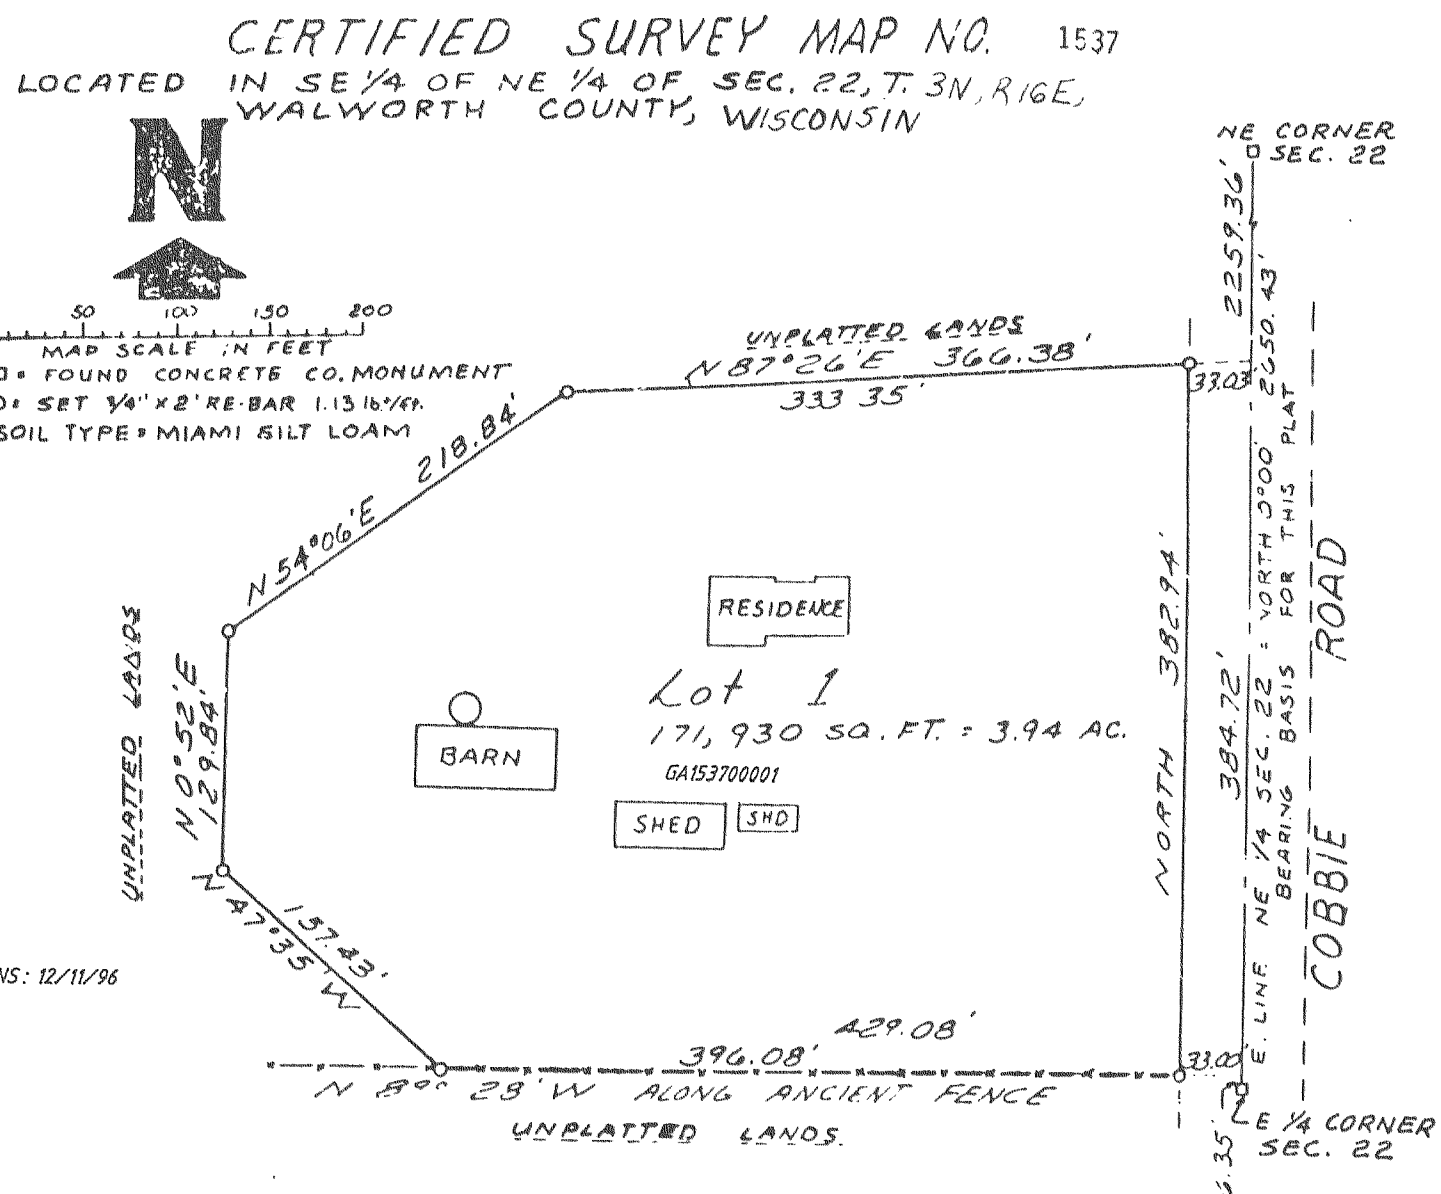 CERTIFIED SURVEY MAP NO. 1537
LOCATED IN SE 1/4 OF NE 1/4 OF SEC. 22, T. 3N, R16E,
WALWORTH COUNTY, WISCONSIN
N
NE CORNER
SEC. 22
50 100 150 200
MAP SCALE IN FEET
= FOUND CONCRETE CO. MONUMENT
= SET 3/4" X 2' RE-BAR 1.13 lb./ft.
SOIL TYPE = MIAMI SILT LOAM
UNPLATTED LANDS
N 87°26'E 366.38'
333.35'
33.03'
2259.36'
2650.43'
N 54°06'E 218.84'
UNPLATTED LANDS
N 0°52'E
129.84'
N 47°35'W
157.43'
RESIDENCE
Lot 1
171,930 SQ. FT. = 3.94 AC.
GA153700001
BARN
SHED
SHD
NORTH 382.94'
384.72'
E. LINE NE 1/4 SEC. 22 = NORTH 0°00'
BEARING BASIS FOR THIS PLAT
COBBIE ROAD
NS: 12/11/96
429.08'
396.08'
33.00'
N 89° 28' W ALONG ANCIENT FENCE
UNPLATTED LANDS.
E 1/4 CORNER
SEC. 22
6.35'